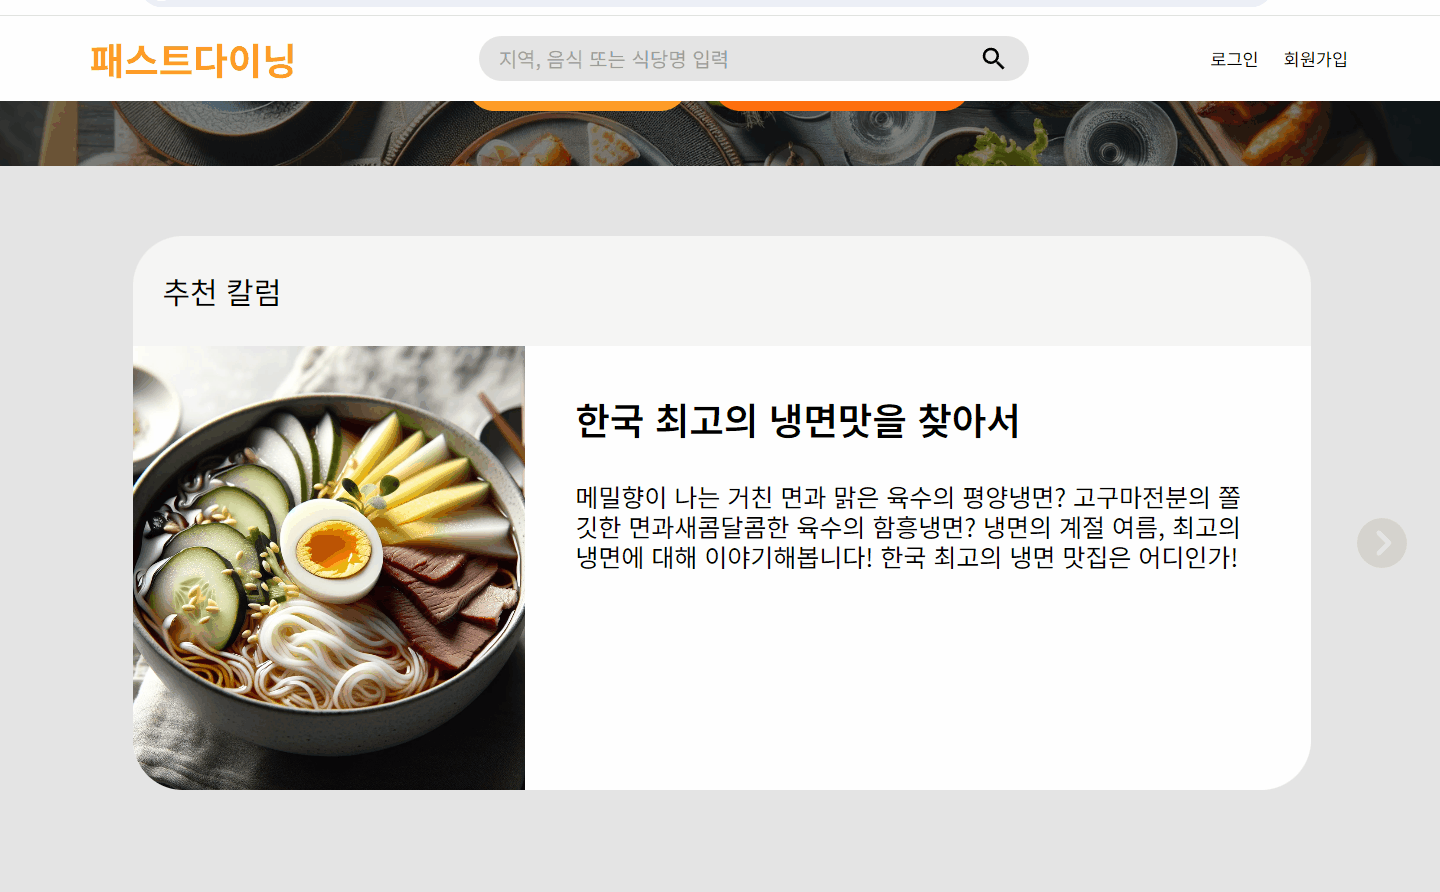 패스트다이닝
지역, 음식 또는 식당명 입력
로그인
회원가입
추천 칼럼
한국 최고의 냉면맛을 찾아서
메밀향이 나는 거친 면과 맑은 육수의 평양냉면? 고구마전분의 쫄
깃한 면과새콤달콤한 육수의 함흥냉면? 냉면의 계절 여름, 최고의
냉면에 대해 이야기해봅니다! 한국 최고의 냉면 맛집은 어디인가!